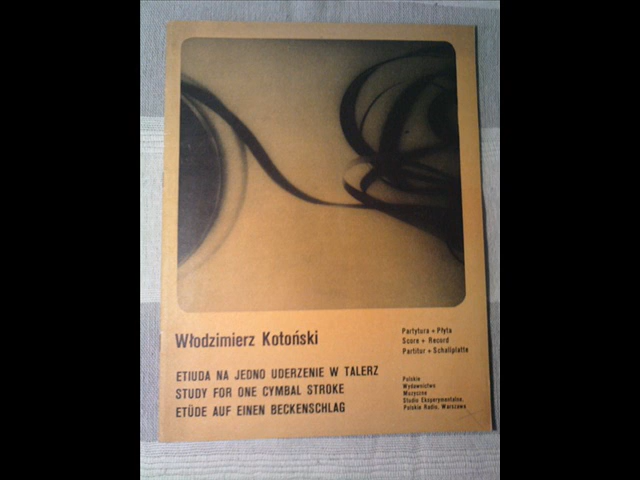 Włodzimierz Kotoński
ETIUDA NA JEDNO UDERZENIE W TALERZ
STUDY FOR ONE CYMBAL STROKE
ETÜDE AUF EINEN BECKENSCHLAG
Partytura + Płyta
Score + Record
Partitur + Schallplatte
Polskie
Wydawnictwo
Muzyczne
Studio Eksperymentalne,
Polskie Radio, Warszawa